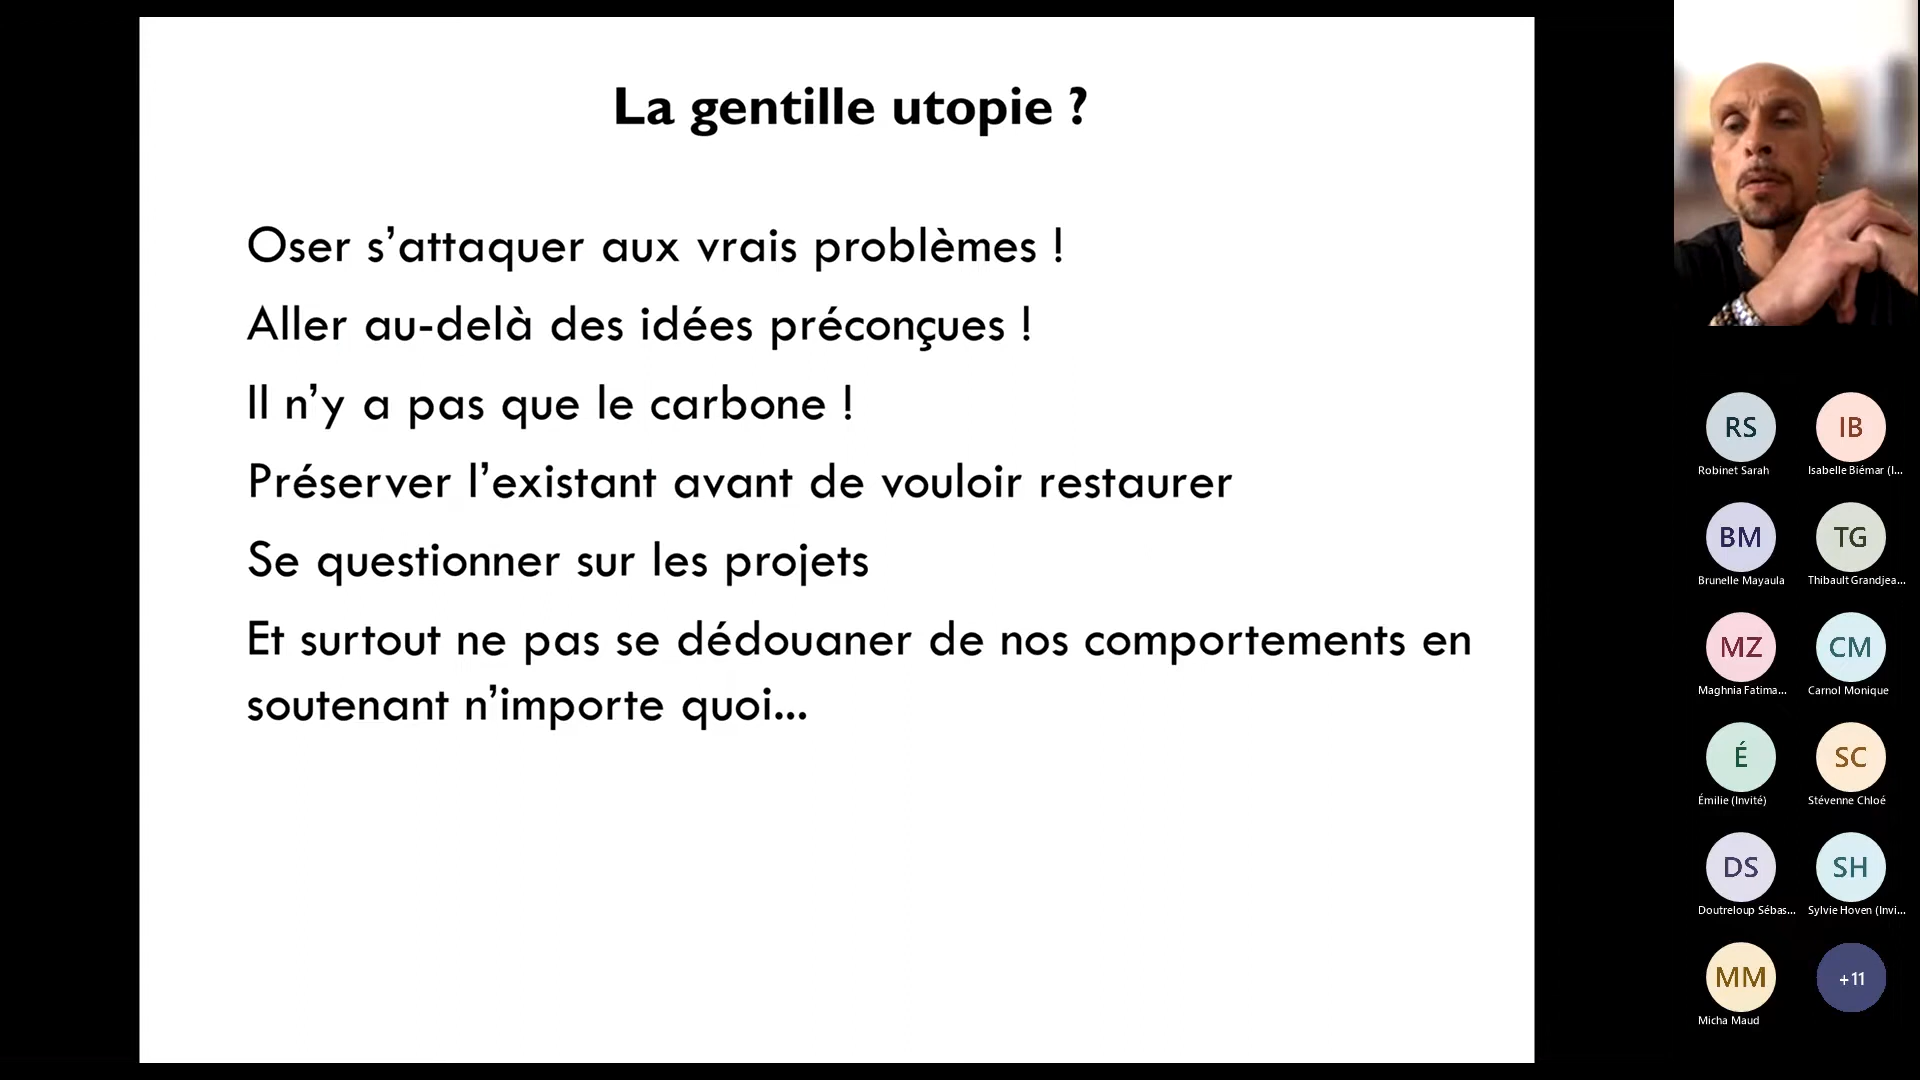 La gentille utopie ?
Oser s’attaquer aux vrais problèmes !
Aller au-delà des idées préconçues !
Il n’y a pas que le carbone !
Préserver l’existant avant de vouloir restaurer
Se questionner sur les projets
Et surtout ne pas se dédouaner de nos comportements en
soutenant n’importe quoi...
RS
IB
Robinet Sarah
Isabelle Biémar (I...
BM
TG
Brunelle Mayaula
Thibault Grandjea...
MZ
CM
Maghnia Fatima...
Carnol Monique
É
SC
Émilie (Invité)
Stévenne Chloé
DS
SH
Doutreloup Sébas...
Sylvie Hoven (Invi...
MM
+11
Micha Maud